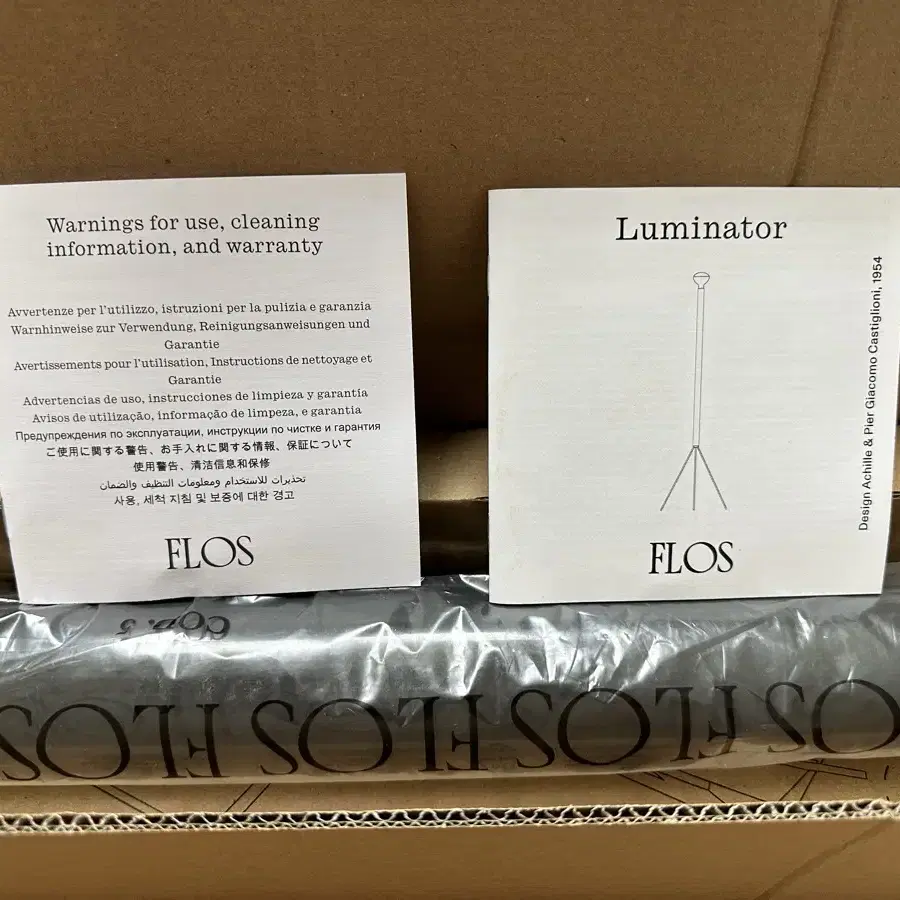 Warnings for use, cleaning
information, and warranty
Avvertenze per l'utilizzo, istruzioni per la pulizia e garanzia
Warnhinweise zur Verwendung, Reinigungsanweisungen und
Garantie
Avertissements pour l'utilisation, Instructions de nettoyage et
Garantie
Advertencias de uso, instrucciones de limpieza y garantía
Avisos de utilização, informação de limpeza, e garantia
Предупреждения по эксплуатации, инструкции по чистке и гарантия
ご使用に関する警告、お手入れに関する情報、保証について
使用警告、清洁信息和保修
تحذيرات للاستخدام ومعلومات التنظيف والضمان
사용, 세척 지침 및 보증에 대한 경고
FLOS
Luminator
Design Achille & Pier Giacomo Castiglioni, 1954
FLOS
FLOS FLOS FLOS FLOS